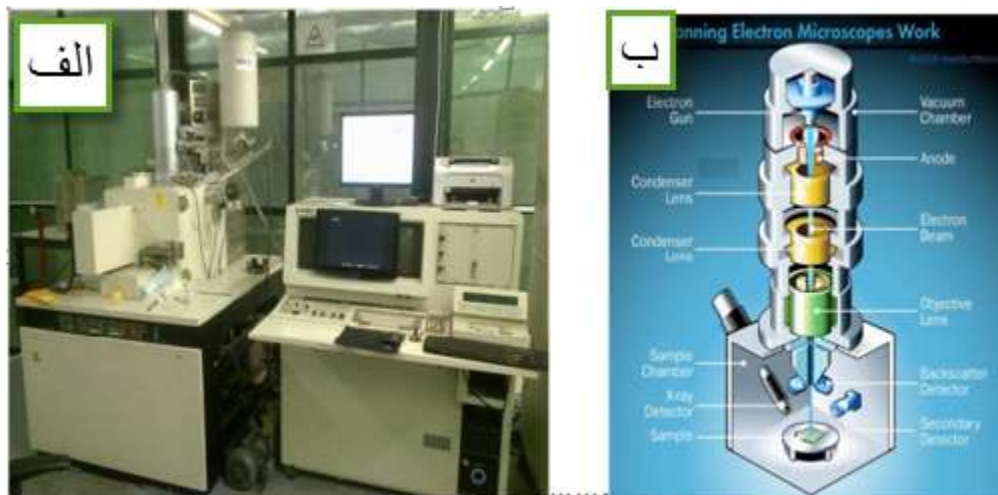 الف
ب
anning Electron Microscopes Work
Electron
Gun
Vacuum
Chamber
Anode
Condenser
Lens
Electron
Beam
Condenser
Lens
Objective
Lens
Sample
Chamber
Backscatter
Detector
X-ray
Detector
Secondary
Detector
Sample